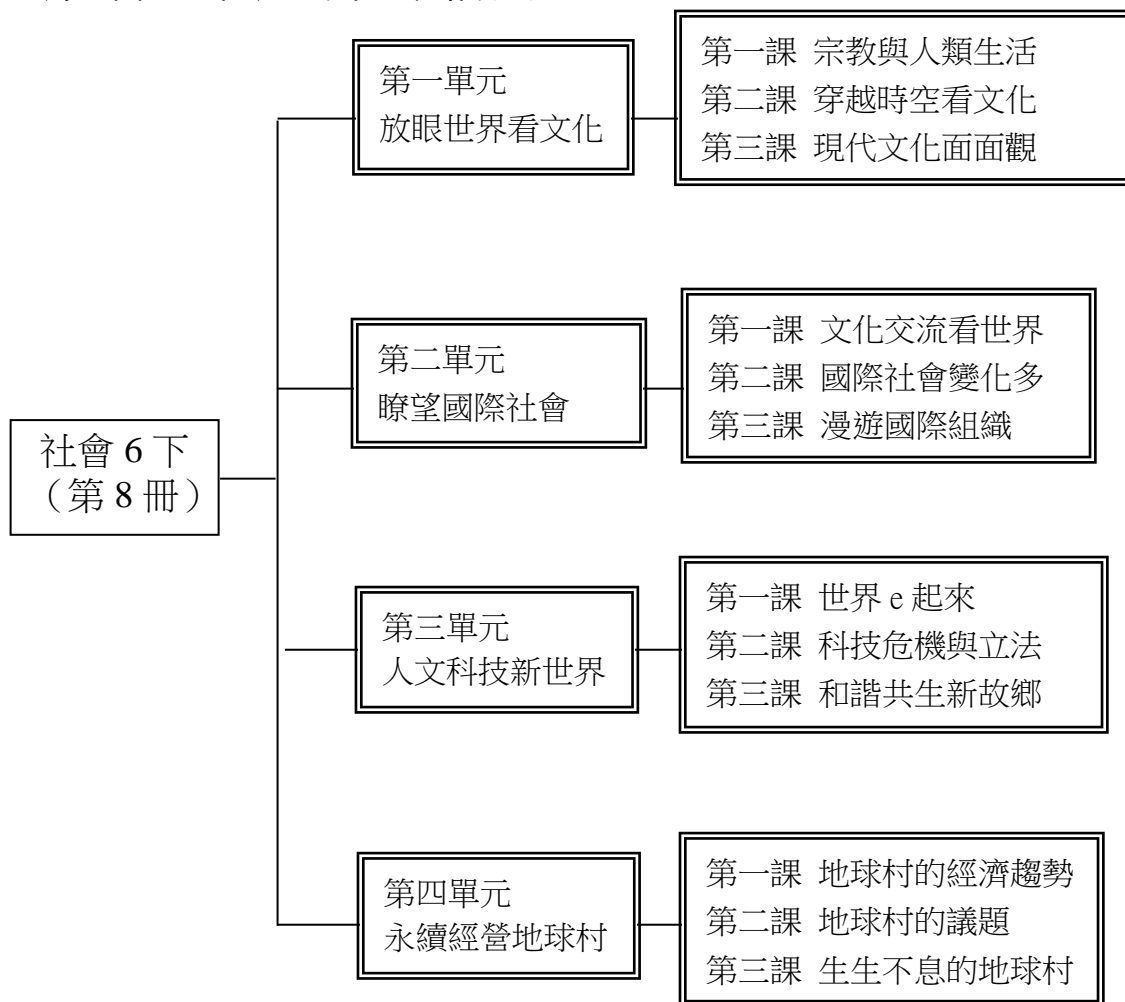 第一單元
放眼世界看文化
第一課 宗教與人類生活
第二課 穿越時空看文化
第三課 現代文化面面觀
第二單元
瞭望國際社會
第一課 文化交流看世界
第二課 國際社會變化多
第三課 漫遊國際組織
社會 6 下
（第 8 冊）
第三單元
人文科技新世界
第一課 世界 e 起來
第二課 科技危機與立法
第三課 和諧共生新故鄉
第四單元
永續經營地球村
第一課 地球村的經濟趨勢
第二課 地球村的議題
第三課 生生不息的地球村